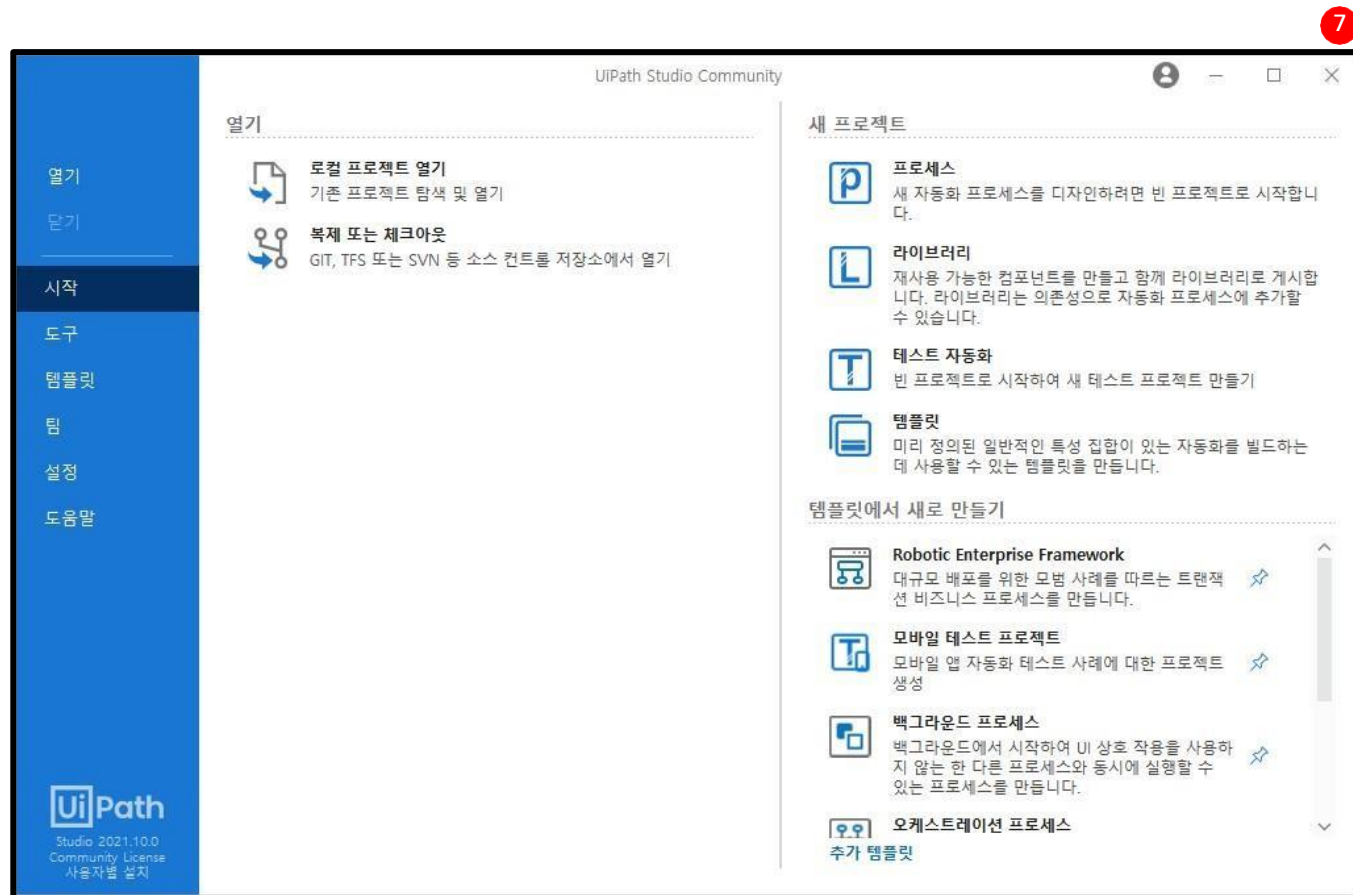 7
UiPath Studio Community
열기
닫기
시작
도구
템플릿
팀
설정
도움말
UiPath
Studio 2021.10.0
Community License
사용자별 설치
열기
로컬 프로젝트 열기
기존 프로젝트 탐색 및 열기
복제 또는 체크아웃
GIT, TFS 또는 SVN 등 소스 컨트롤 저장소에서 열기
새 프로젝트
프로세스
새 자동화 프로세스를 디자인하려면 빈 프로젝트로 시작합니
다.
라이브러리
재사용 가능한 컴포넌트를 만들고 함께 라이브러리로 게시합
니다. 라이브러리는 의존성으로 자동화 프로세스에 추가할
수 있습니다.
테스트 자동화
빈 프로젝트로 시작하여 새 테스트 프로젝트 만들기
템플릿
미리 정의된 일반적인 특성 집합이 있는 자동화를 빌드하는
데 사용할 수 있는 템플릿을 만듭니다.
템플릿에서 새로 만들기
Robotic Enterprise Framework
대규모 배포를 위한 모범 사례를 따르는 트랜잭
션 비즈니스 프로세스를 만듭니다.
모바일 테스트 프로젝트
모바일 앱 자동화 테스트 사례에 대한 프로젝트
생성
백그라운드 프로세스
백그라운드에서 시작하여 UI 상호 작용을 사용하
지 않는 한 다른 프로세스와 동시에 실행할 수
있는 프로세스를 만듭니다.
오케스트레이션 프로세스
추가 템플릿